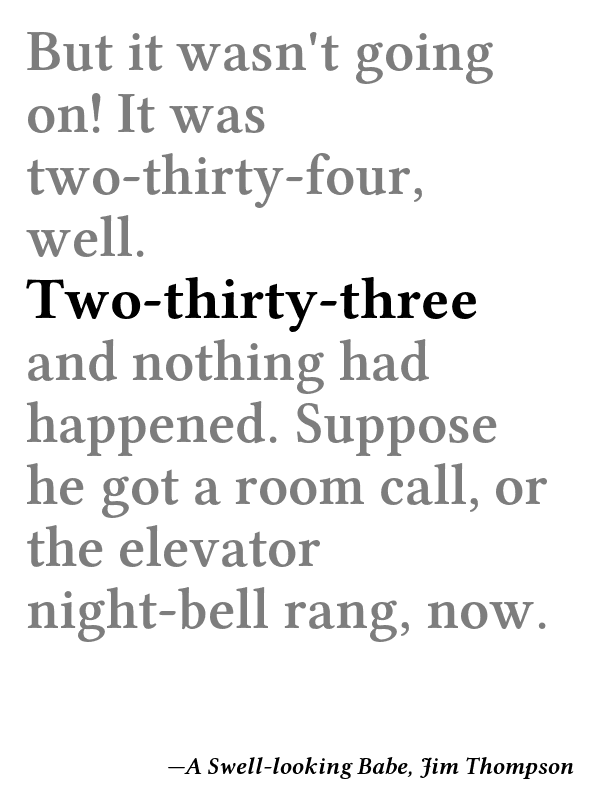 But it wasn't going
on! It was
two-thirty-four,
well.
Two-thirty-three
and nothing had
happened. Suppose
he got a room call, or
the elevator
night-bell rang, now.
—A Swell-looking Babe, Jim Thompson